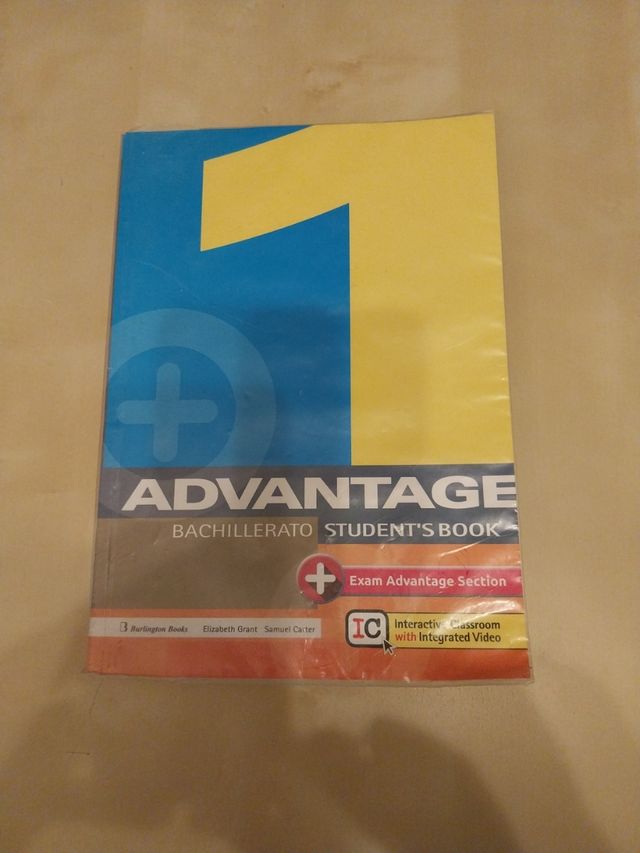 1
ADVANTAGE
BACHILLERATO STUDENT'S BOOK
Exam Advantage Section
B Burlington Books Elizabeth Grant Samuel Carter
IC Interactive Classroom
with Integrated Video